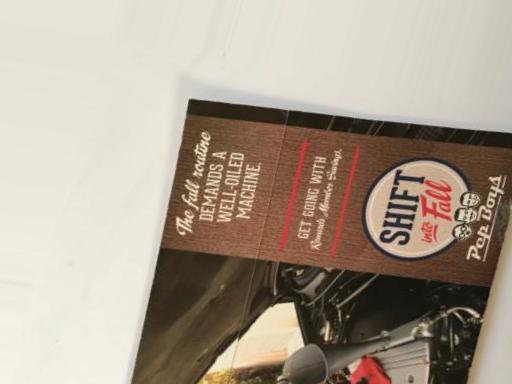 The fall routine
DEMANDS A
WELL-OILED
MACHINE.
GET GOING WITH
Rewards Member Savings.
SHIFT
into Fall
Pep Boys